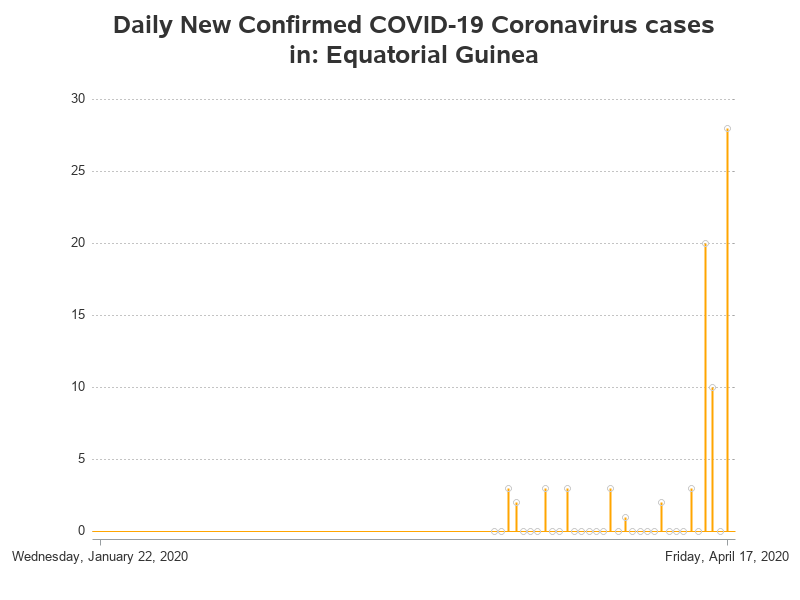 Daily New Confirmed COVID-19 Coronavirus cases
in: Equatorial Guinea
30
25
20
15
10
5
0
Wednesday, January 22, 2020
Friday, April 17, 2020